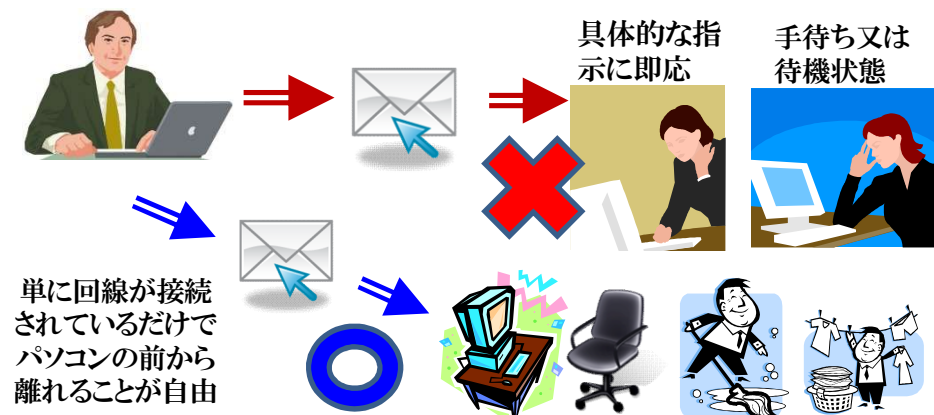 具体的な指
示に即応
手待ち又は
待機状態
単に回線が接続
されているだけで
パソコンの前から
離れることが自由